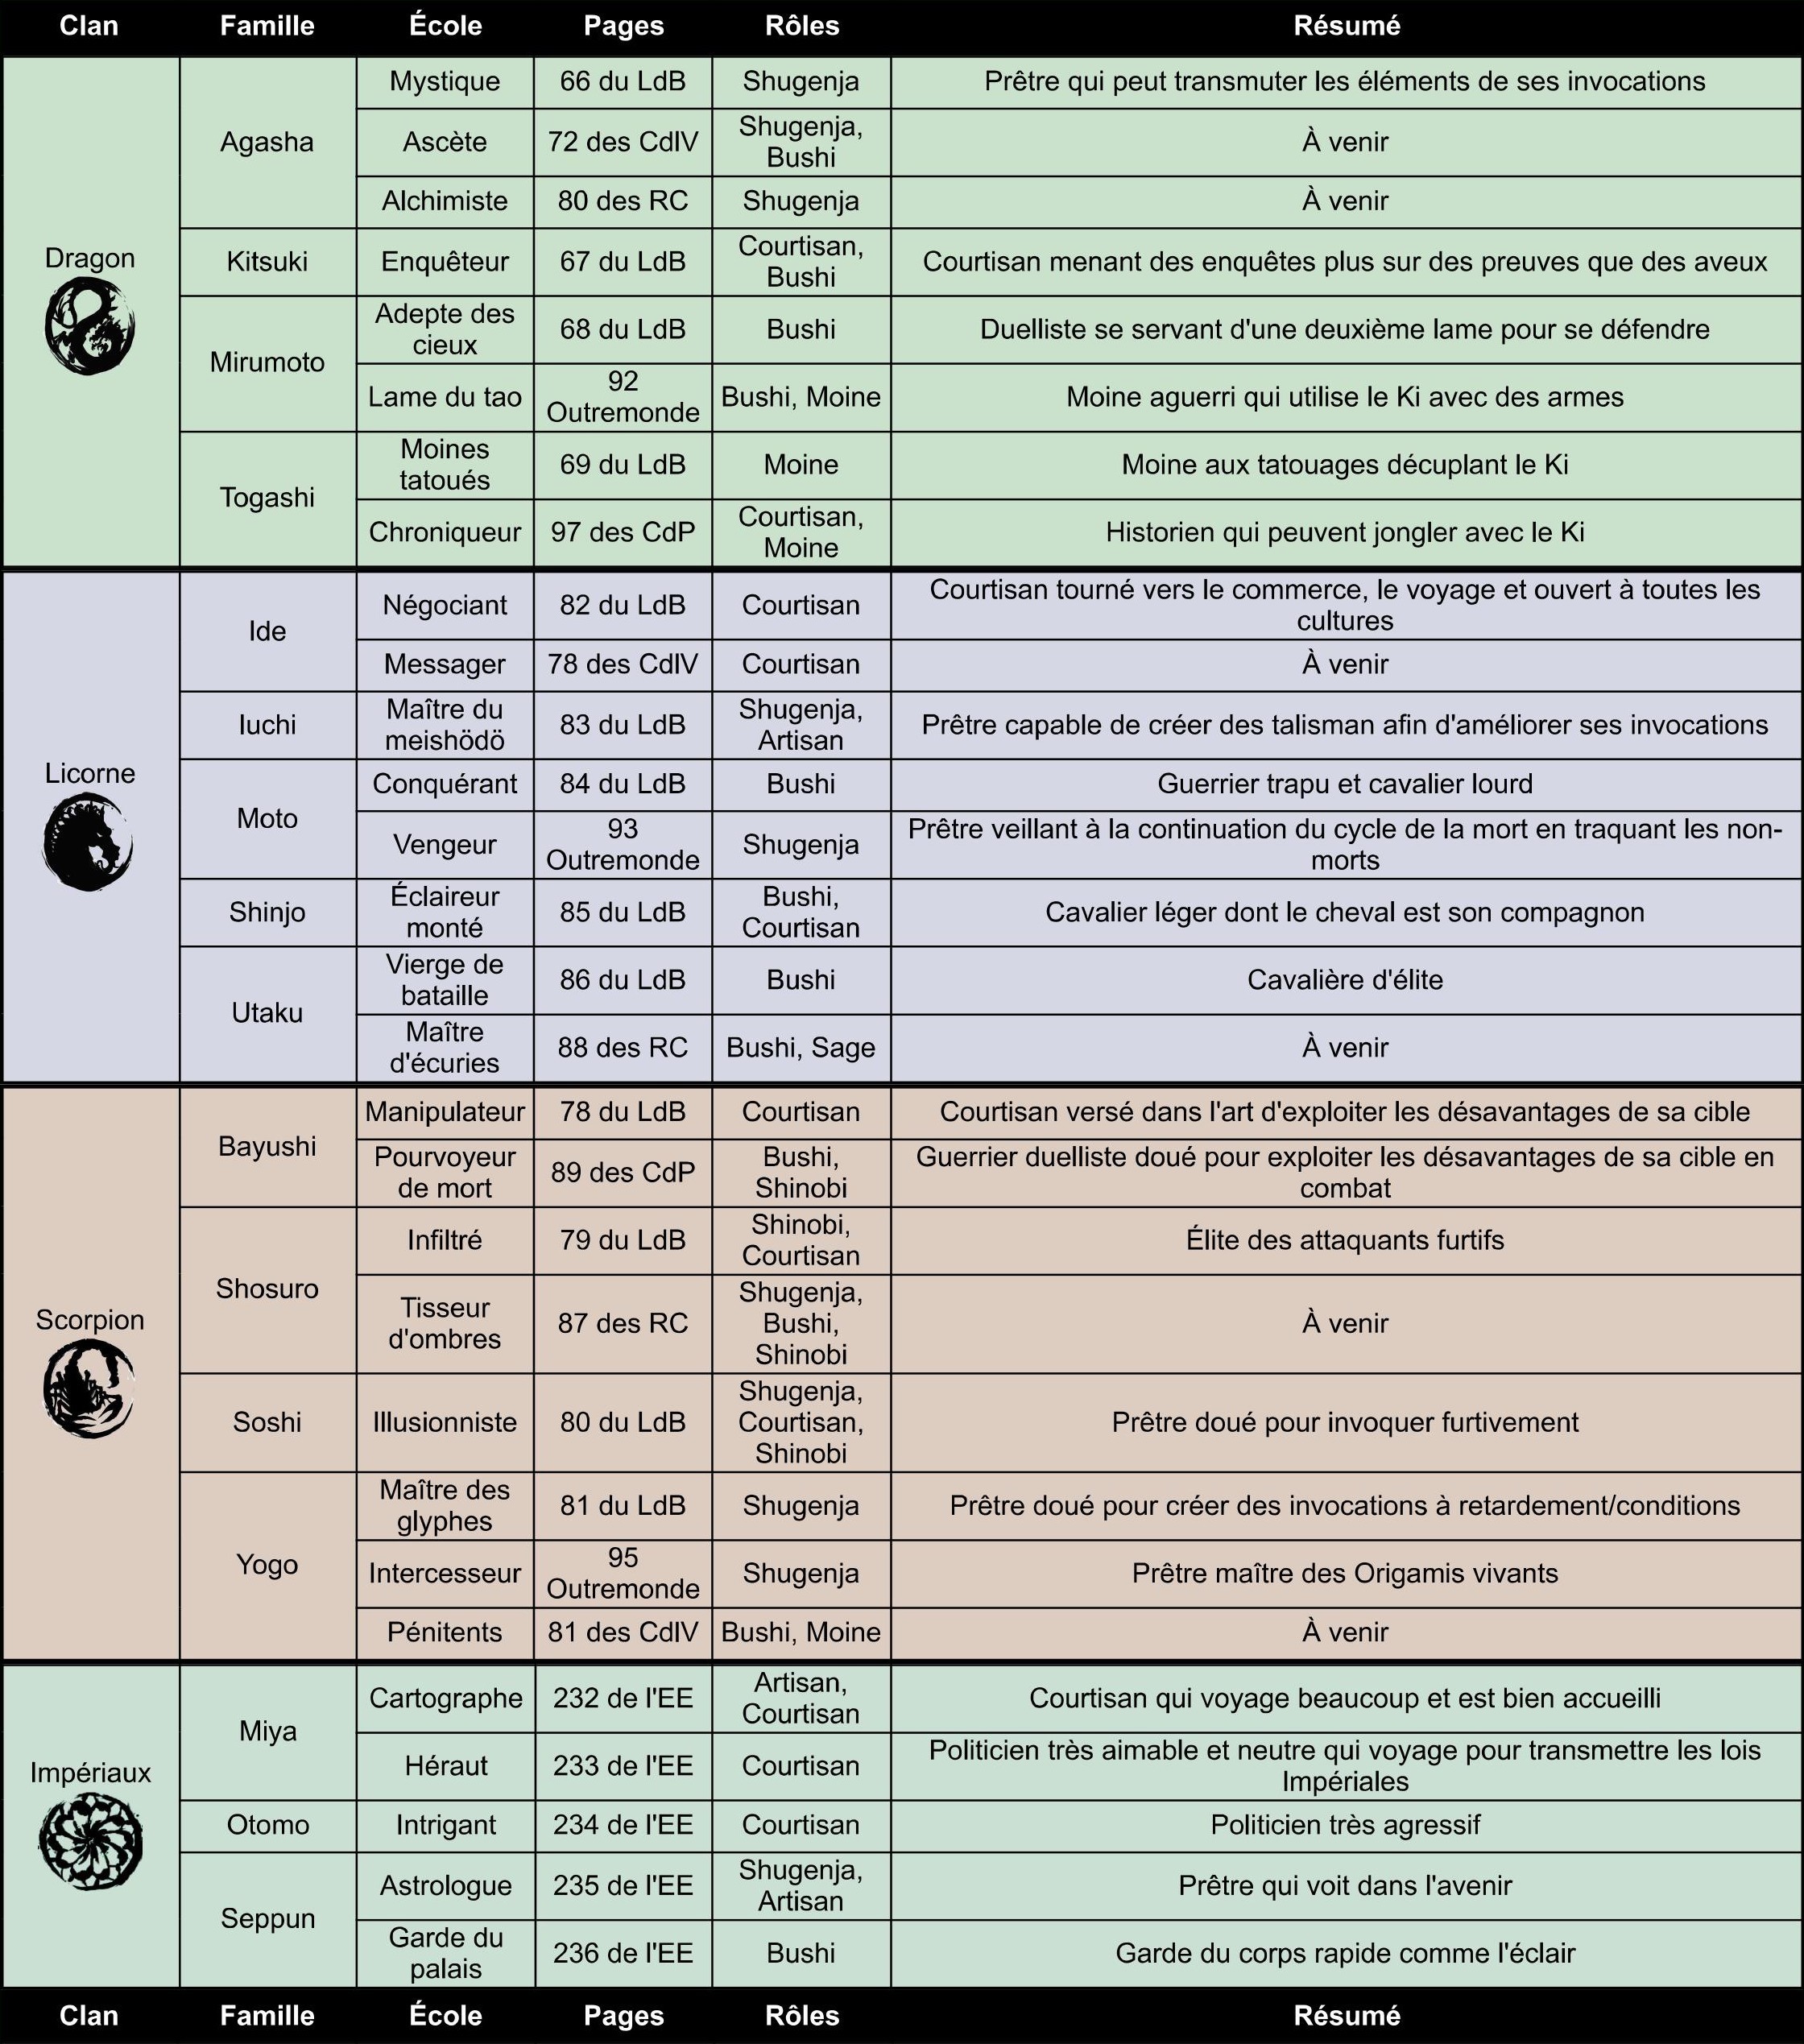 Clan Famille École Pages Rôles Résumé
Dragon
Agasha
Mystique 66 du LdB Shugenja Prêtre qui peut transmuter les éléments de ses invocations
Ascète 72 des CdlV Shugenja,
Bushi
À venir
Alchimiste 80 des RC Shugenja À venir
Kitsuki Enquêteur 67 du LdB Courtisan,
Bushi
Courtisan menant des enquêtes plus sur des preuves que des aveux
Mirumoto
Adepte des
cieux
68 du LdB Bushi Duelliste se servant d'une deuxième lame pour se défendre
Lame du tao 92
Outremonde
Bushi, Moine Moine aguerri qui utilise le Ki avec des armes
Togashi
Moines
tatoués
69 du LdB Moine Moine aux tatouages décuplant le Ki
Chroniqueur 97 des CdP Courtisan,
Moine
Historien qui peuvent jongler avec le Ki
Licorne
Ide
Négociant 82 du LdB Courtisan Courtisan tourné vers le commerce, le voyage et ouvert à toutes les
cultures
Messager 78 des CdlV Courtisan À venir
Iuchi Maître du
meishödö
83 du LdB Shugenja,
Artisan
Prêtre capable de créer des talisman afin d'améliorer ses invocations
Moto
Conquérant 84 du LdB Bushi Guerrier trapu et cavalier lourd
Vengeur 93
Outremonde
Shugenja Prêtre veillant à la continuation du cycle de la mort en traquant les non-
morts
Shinjo Éclaireur
monté
85 du LdB Bushi,
Courtisan
Cavalier léger dont le cheval est son compagnon
Utaku
Vierge de
bataille
86 du LdB Bushi Cavalière d'élite
Maître
d'écuries
88 des RC Bushi, Sage À venir
Scorpion
Bayushi
Manipulateur 78 du LdB Courtisan Courtisan versé dans l'art d'exploiter les désavantages de sa cible
Pourvoyeur
de mort
89 des CdP Bushi,
Shinobi
Guerrier duelliste doué pour exploiter les désavantages de sa cible en
combat
Shosuro
Infiltré 79 du LdB Shinobi,
Courtisan
Élite des attaquants furtifs
Tisseur
d'ombres
87 des RC Shugenja,
Bushi,
Shinobi
À venir
Soshi Illusionniste 80 du LdB Shugenja,
Courtisan,
Shinobi
Prêtre doué pour invoquer furtivement
Yogo
Maître des
glyphes
81 du LdB Shugenja Prêtre doué pour créer des invocations à retardement/conditions
Intercesseur 95
Outremonde
Shugenja Prêtre maître des Origamis vivants
Pénitents 81 des CdlV Bushi, Moine À venir
Impériaux
Miya
Cartographe 232 de l'EE Artisan,
Courtisan
Courtisan qui voyage beaucoup et est bien accueilli
Héraut 233 de l'EE Courtisan Politicien très aimable et neutre qui voyage pour transmettre les lois
Impériales
Otomo Intrigant 234 de l'EE Courtisan Politicien très agressif
Seppun
Astrologue 235 de l'EE Shugenja,
Artisan
Prêtre qui voit dans l'avenir
Garde du
palais
236 de l'EE Bushi Garde du corps rapide comme l'éclair
Clan Famille École Pages Rôles Résumé